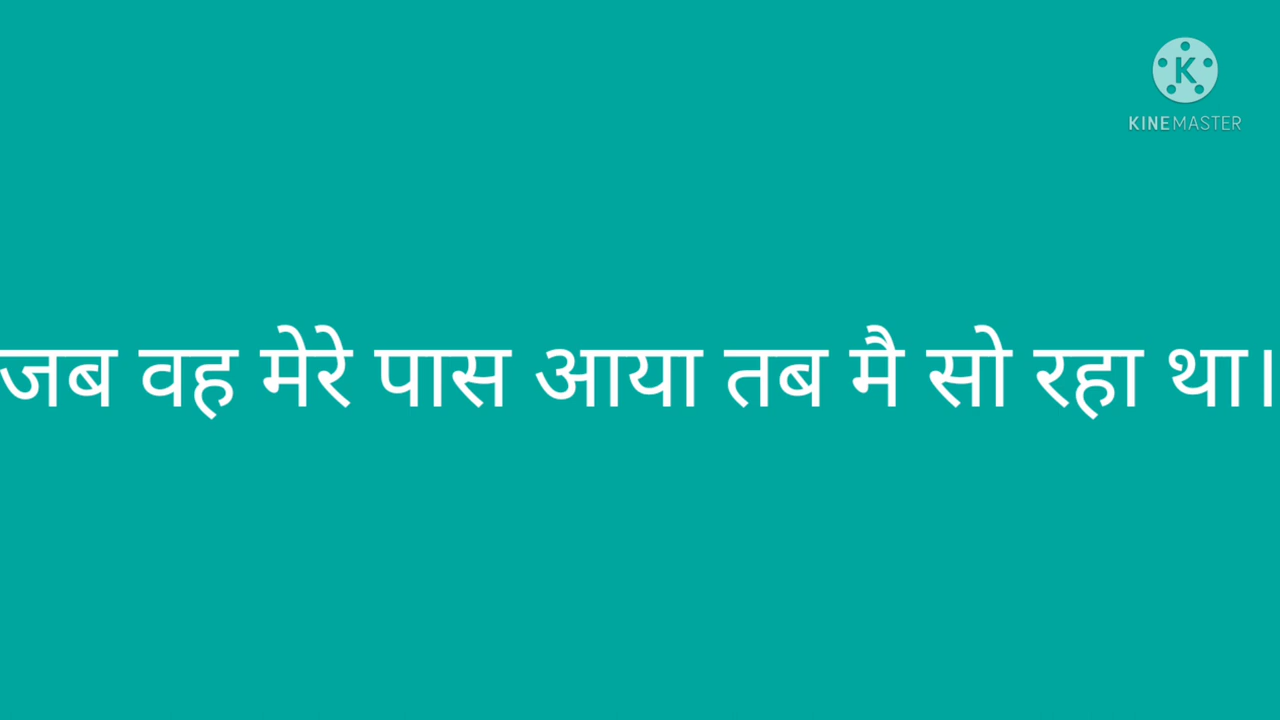 K
KINEMASTER
जब वह मेरे पास आया तब मै सो रहा था।